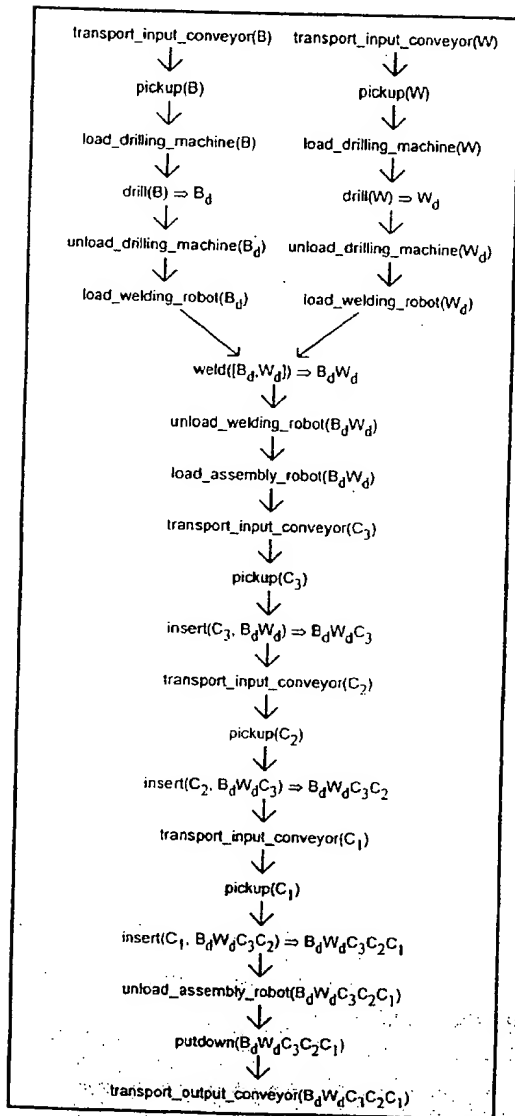 transport_input_conveyor(B) transport_input_conveyor(W)
pickup(B) pickup(W)
load_drilling_machine(B) load_drilling_machine(W)
drill(B) ⇒ B_d drill(W) ⇒ W_d
unload_drilling_machine(B_d) unload_drilling_machine(W_d)
load_welding_robot(B_d) load_welding_robot(W_d)
weld([B_d,W_d]) ⇒ B_dW_d
unload_welding_robot(B_dW_d)
load_assembly_robot(B_dW_d)
transport_input_conveyor(C_3)
pickup(C_3)
insert(C_3, B_dW_d) ⇒ B_dW_dC_3
transport_input_conveyor(C_2)
pickup(C_2)
insert(C_2, B_dW_dC_3) ⇒ B_dW_dC_3C_2
transport_input_conveyor(C_1)
pickup(C_1)
insert(C_1, B_dW_dC_3C_2) ⇒ B_dW_dC_3C_2C_1
unload_assembly_robot(B_dW_dC_3C_2C_1)
putdown(B_dW_dC_3C_2C_1)
transport_output_conveyor(B_dW_dC_3C_2C_1)